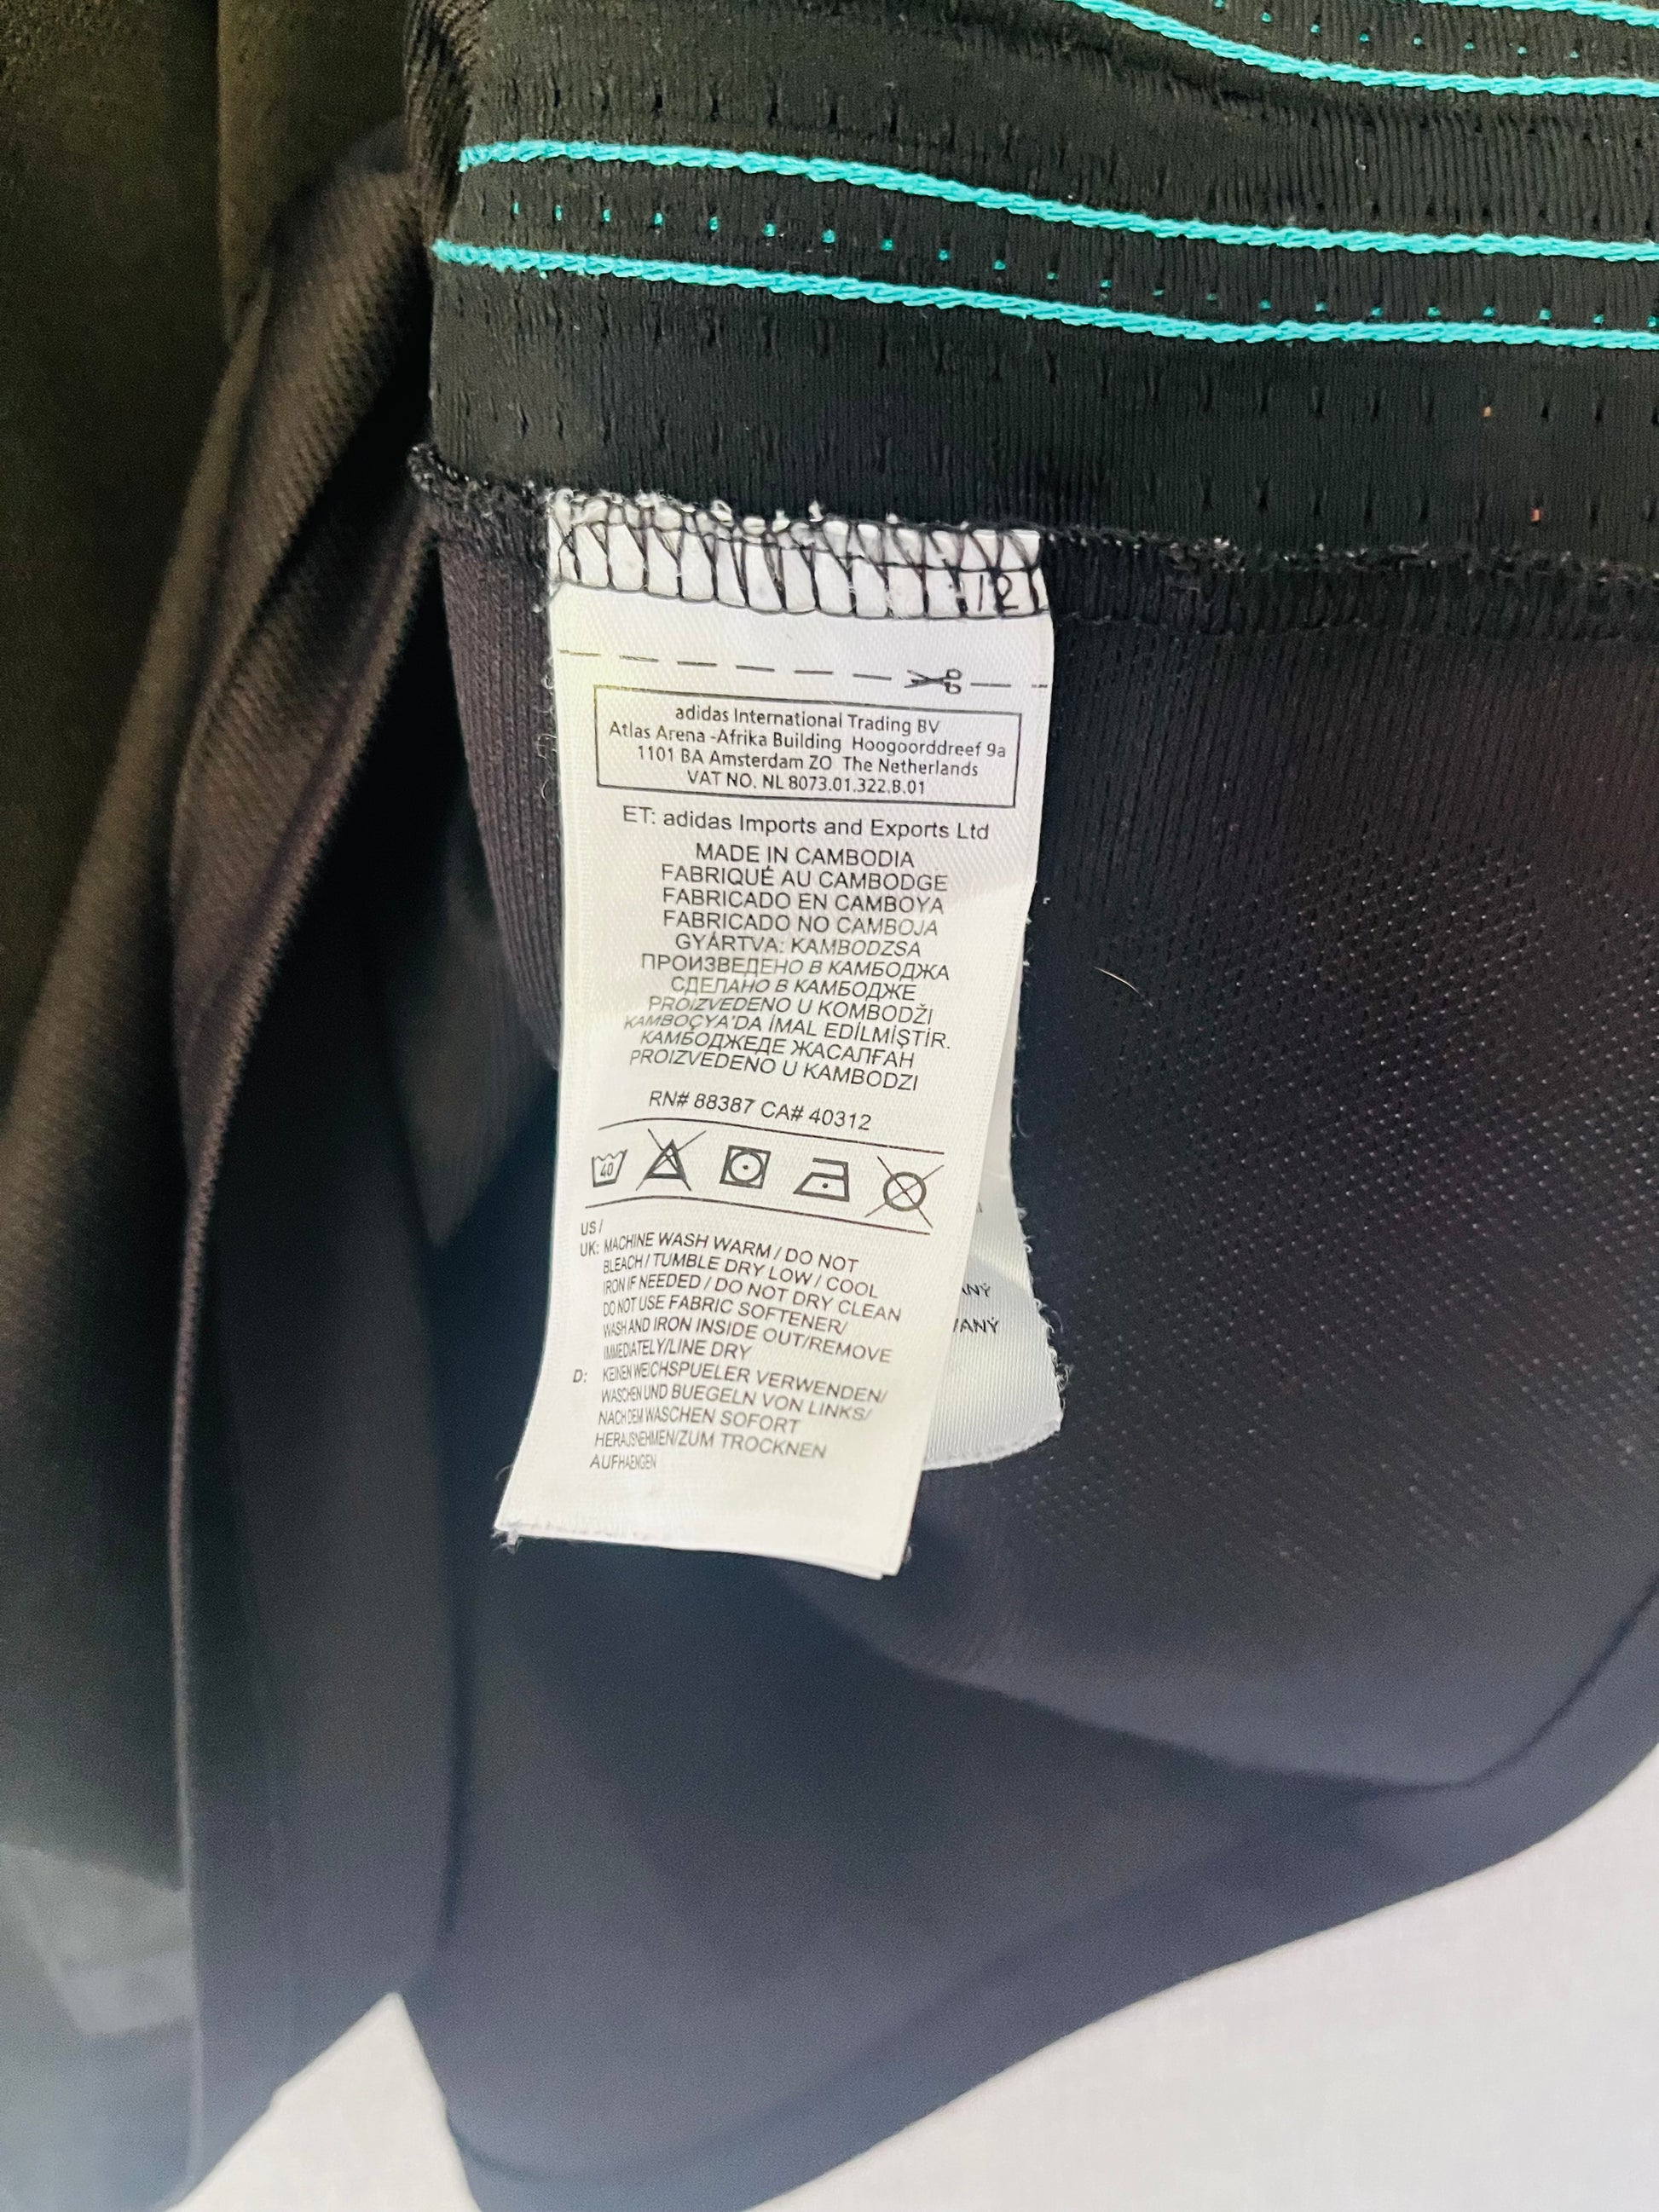 /2
adidas International Trading BV
Atlas Arena -Afrika Building Hoogoorddreef 9a
1101 BA Amsterdam ZO The Netherlands
VAT NO. NL 8073.01.322.B.01
ET: adidas Imports and Exports Ltd
MADE IN CAMBODIA
FABRIQUÉ AU CAMBODGE
FABRICADO EN CAMBOYA
FABRICADO NO CAMBOJA
GYÁRTVA: KAMBODZSA
ПРОИЗВЕДЕНО В КАМБОДЖА
СДЕЛАНО В КАМБОДЖЕ
PROIZVEDENO U KOMBODŽI
KAMBOÇYA'DA İMAL EDİLMİŞTİR.
КАМБОДЖЕДЕ ЖАСАЛҒАН
PROIZVEDENO U KAMBODZI
RN# 88387 CA# 40312
40
US /
UK: MACHINE WASH WARM / DO NOT
BLEACH / TUMBLE DRY LOW / COOL
IRON IF NEEDED / DO NOT DRY CLEAN
DO NOT USE FABRIC SOFTENER/
WASH AND IRON INSIDE OUT/REMOVE
IMMEDIATELY/LINE DRY
D: KEINEN WEICHSPUELER VERWENDEN/
WASCHEN UND BUEGELN VON LINKS/
NACH DEM WASCHEN SOFORT
HERAUSNEHMEN/ZUM TROCKNEN
AUFHAENGEN